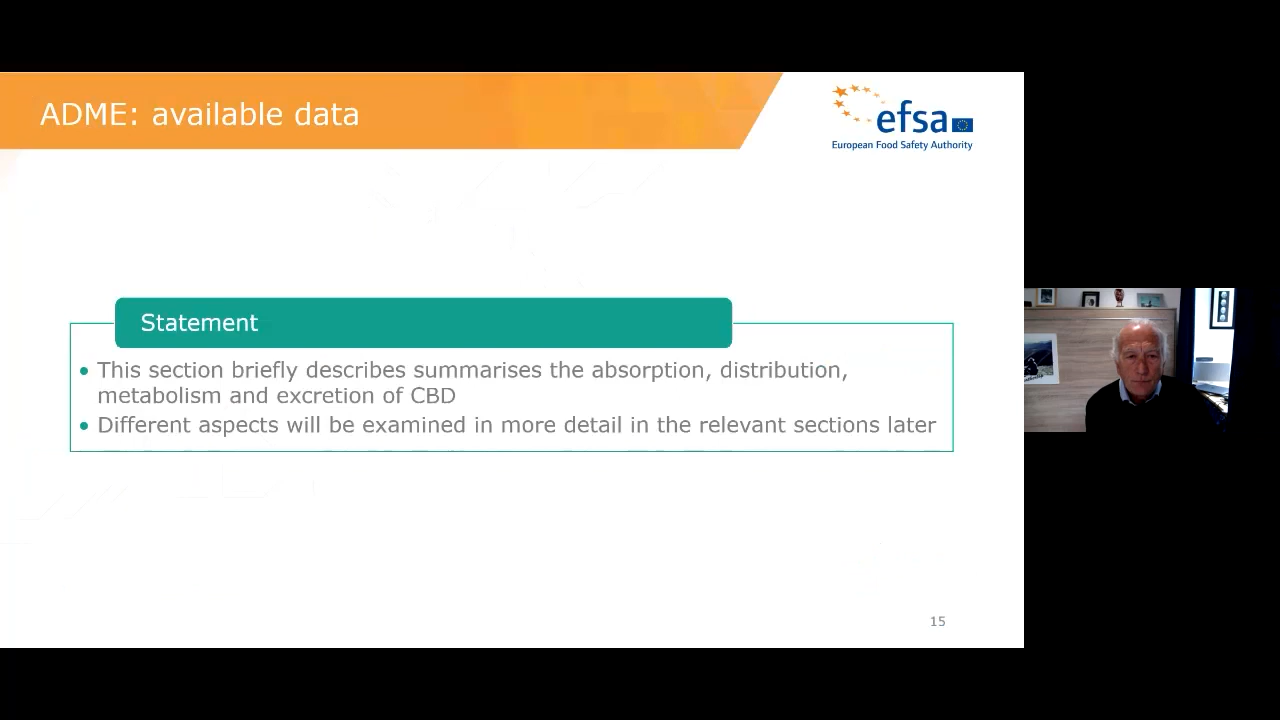 ADME: available data
efsa
European Food Safety Authority
Statement
This section briefly describes summarises the absorption, distribution,
metabolism and excretion of CBD
Different aspects will be examined in more detail in the relevant sections later
15